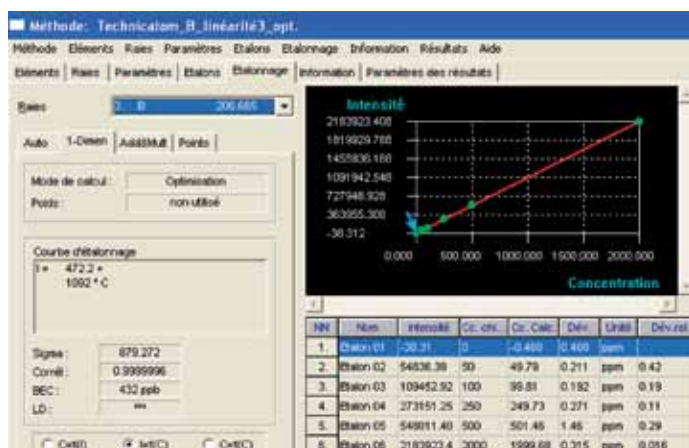 Méthode: Technicatom_B_linéarité3_opt.
Méthode Eléments Raies Paramètres Etalons Etalonnage Information Résultats Aide
Eléments Raies Paramètres Etalons Etalonnage Information Paramètres des résultats
Raies 3 B 206.665
Auto 1-Dimen Add&Mult Points
Mode de calcul : Optimisation
Poids : non-utilisé
Courbe d'étalonnage
I = 472.2 +
1092 * C
Sigma : 879.272
Corrél : 0.9999996
BEC : 432 ppb
LD : ***
Intensité
2183923.408
1819929.788
1455936.168
1091942.548
727948.928
363955.308
-38.312
0.000 500.000 1000.000 1500.000 2000.000
Concentration
NN Nom Intensité Cc. chi. Cc. Calc. Dév. Unité Dév.rel.
1. Etalon 01 -38.31 0 -0.468 0.468 ppm
2. Etalon 02 54836.39 50 49.79 0.211 ppm 0.42
3. Etalon 03 109452.92 100 99.81 0.192 ppm 0.19
4. Etalon 04 273151.25 250 249.73 0.271 ppm 0.11
5. Etalon 05 548011.40 500 501.46 1.46 ppm 0.29
6. Etalon 06 2183923.4 2000 1999.68 0.315 ppm 0.016